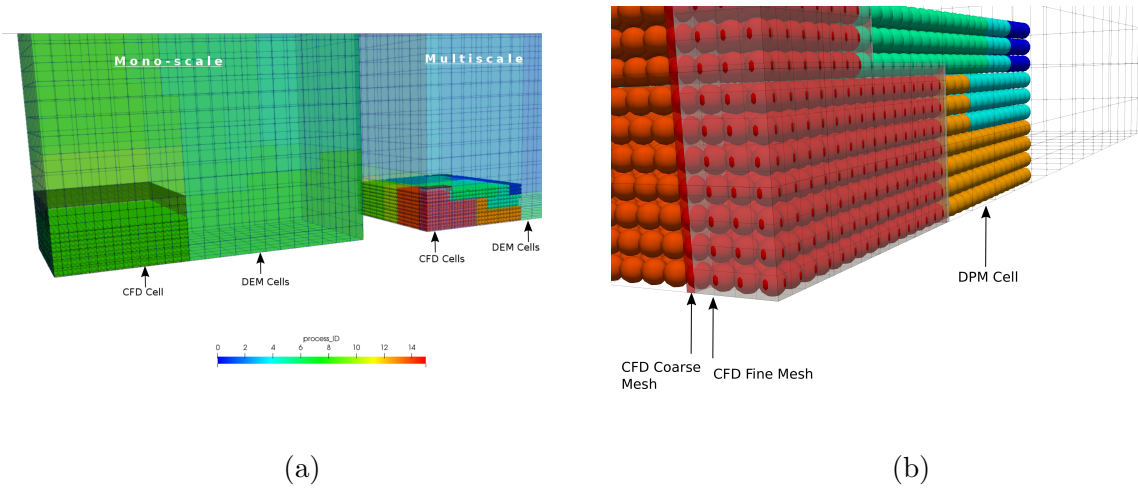 Mono-scale
Multiscale
CFD Cell
DEM Cells
CFD Cells
DEM Cells
process_ID
0 2 4 6 8 10 12 14
(a)
DPM Cell
CFD Coarse
Mesh
CFD Fine Mesh
(b)